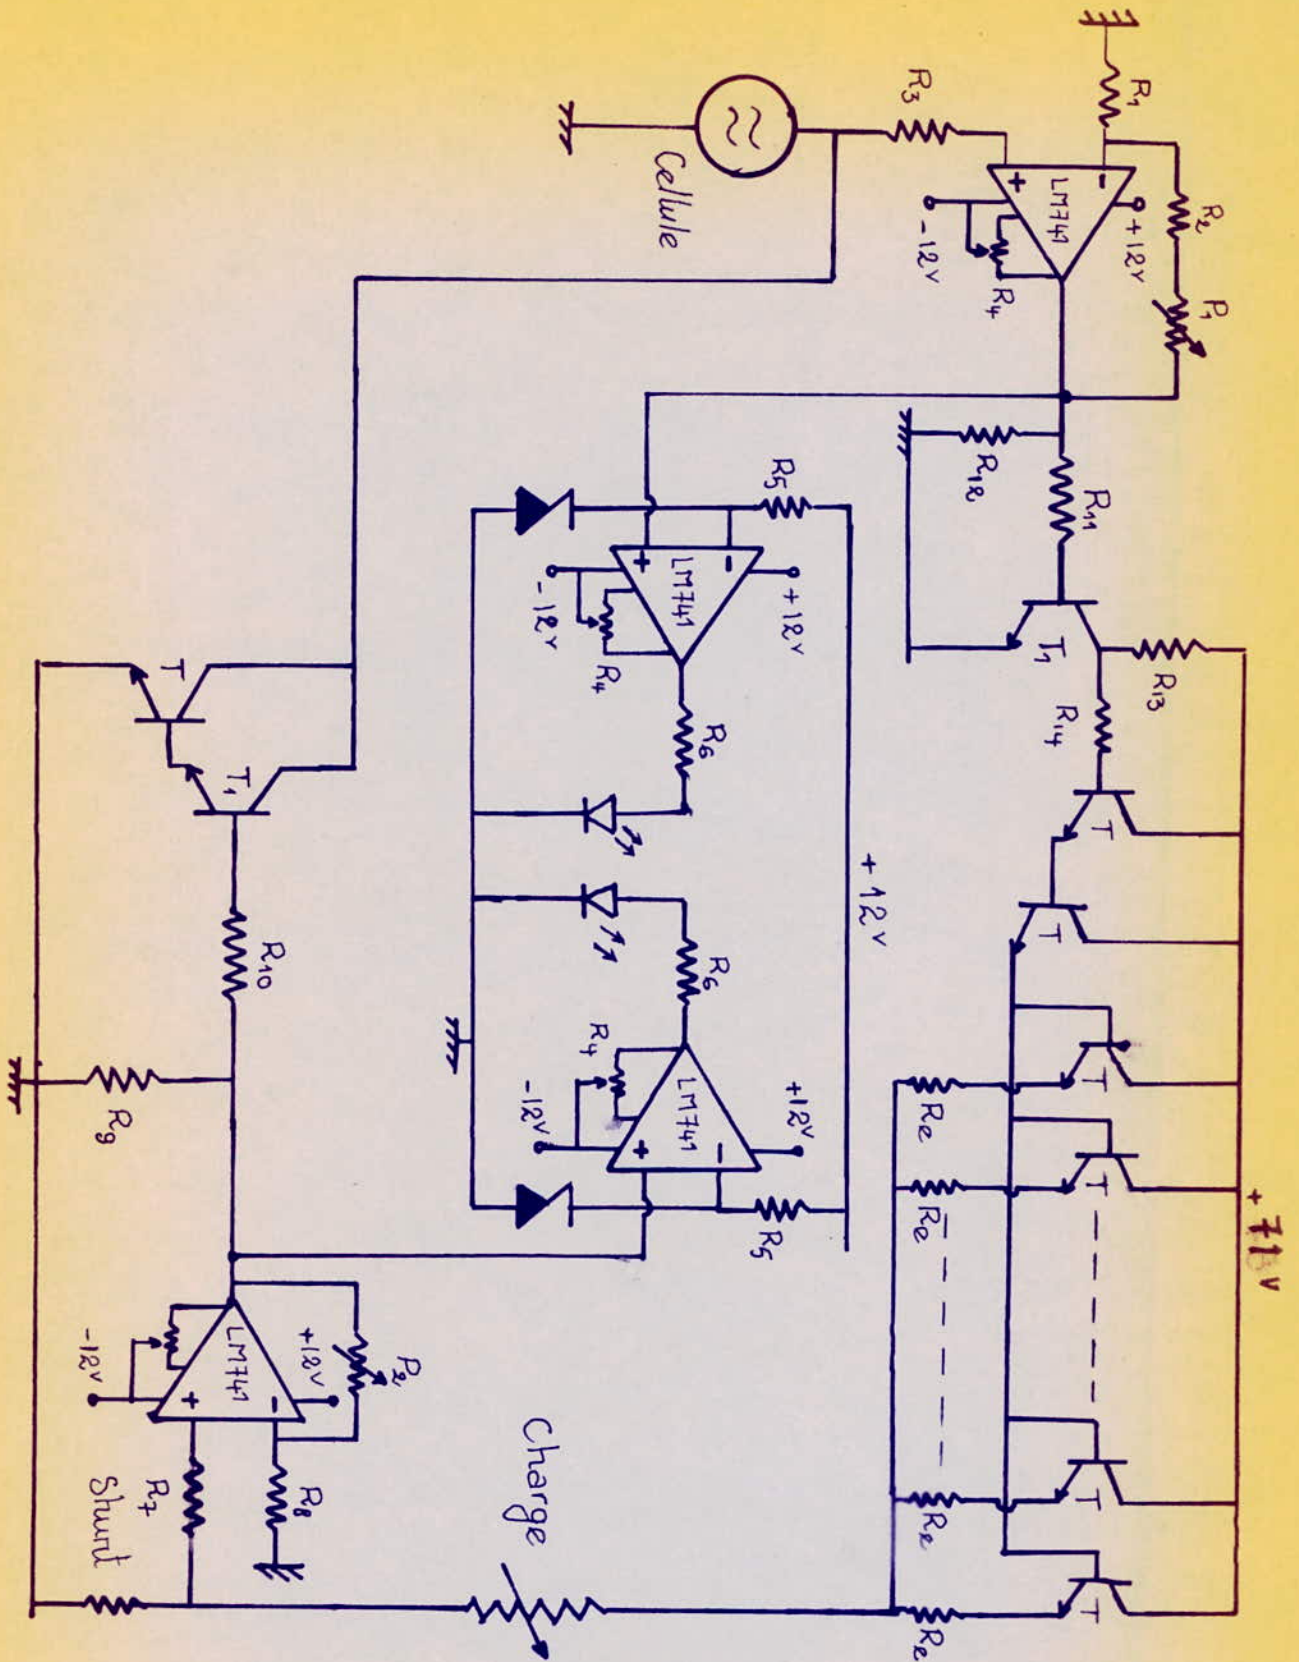 +71V
R2
P1
R13
R1
+12V
T
T
T
T
R11
R14
LM741
T1
T
R4
R12
Re
Re
Re
Re
R3
-12V
+12V
R5
+12V
+12V
R5
R6
R6
LM741
LM741
Cellule
R4
R4
-12V
-12V
Charge
P2
+12V
R8
R10
T1
LM741
T
R7
R9
-12V
Shunt